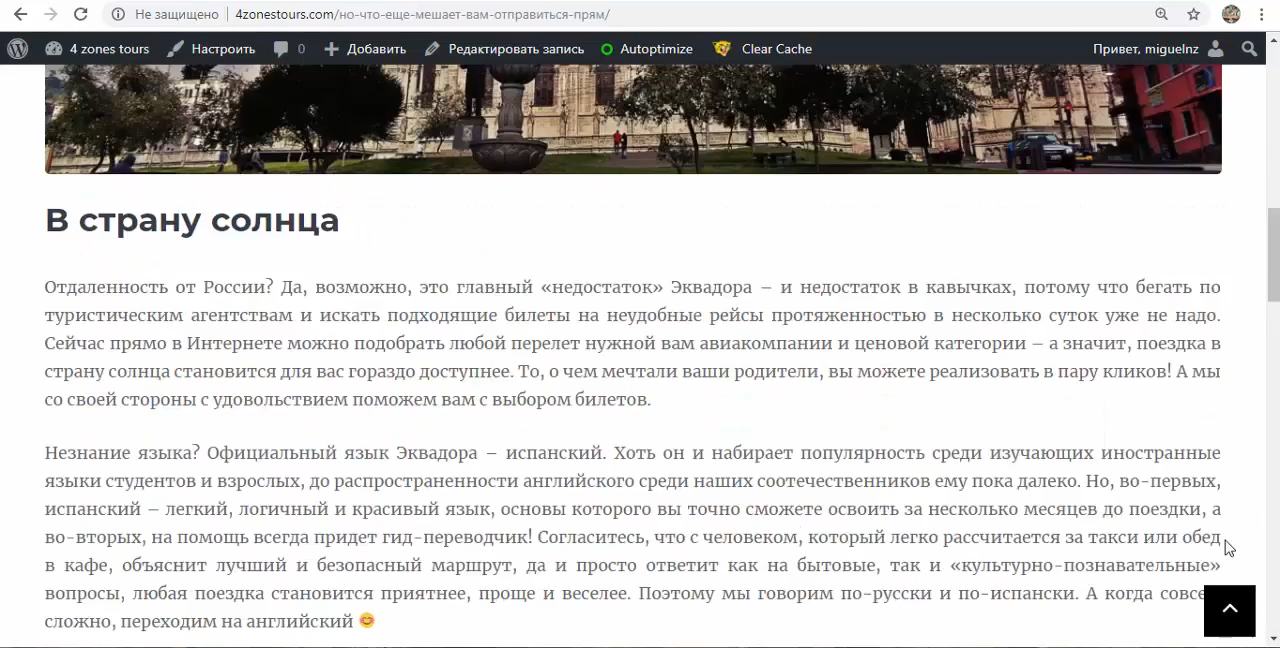 Не защищено
4zonestours.com/но-что-еще-мешает-вам-отправиться-прям/
4 zones tours
Настроить
0
Добавить
Редактировать запись
Autoptimize
Clear Cache
Привет, miguelnz
В страну солнца
Отдаленность от России? Да, возможно, это главный «недостаток» Эквадора – и недостаток в кавычках, потому что бегать по
туристическим агентствам и искать подходящие билеты на неудобные рейсы протяженностью в несколько суток уже не надо.
Сейчас прямо в Интернете можно подобрать любой перелет нужной вам авиакомпании и ценовой категории – а значит, поездка в
страну солнца становится для вас гораздо доступнее. То, о чем мечтали ваши родители, вы можете реализовать в пару кликов! А мы
со своей стороны с удовольствием поможем вам с выбором билетов.
Незнание языка? Официальный язык Эквадора – испанский. Хоть он и набирает популярность среди изучающих иностранные
языки студентов и взрослых, до распространенности английского среди наших соотечественников ему пока далеко. Но, во-первых,
испанский – легкий, логичный и красивый язык, основы которого вы точно сможете освоить за несколько месяцев до поездки, а
во-вторых, на помощь всегда придет гид-переводчик! Согласитесь, что с человеком, который легко рассчитается за такси или обед
в кафе, объяснит лучший и безопасный маршрут, да и просто ответит как на бытовые, так и «культурно-познавательные»
вопросы, любая поездка становится приятнее, проще и веселее. Поэтому мы говорим по-русски и по-испански. А когда
сложно, переходим на английский 😊